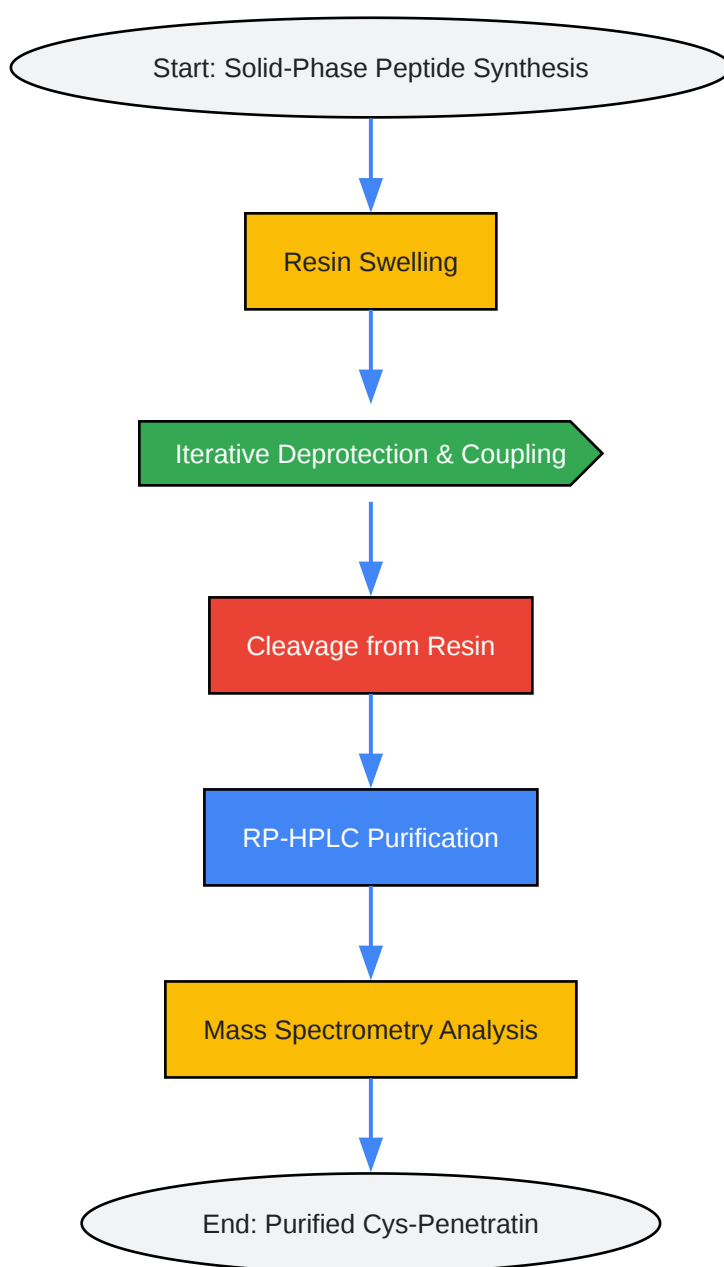 Start: Solid-Phase Peptide Synthesis
Resin Swelling
Iterative Deprotection & Coupling
Cleavage from Resin
RP-HPLC Purification
Mass Spectrometry Analysis
End: Purified Cys-Penetratin